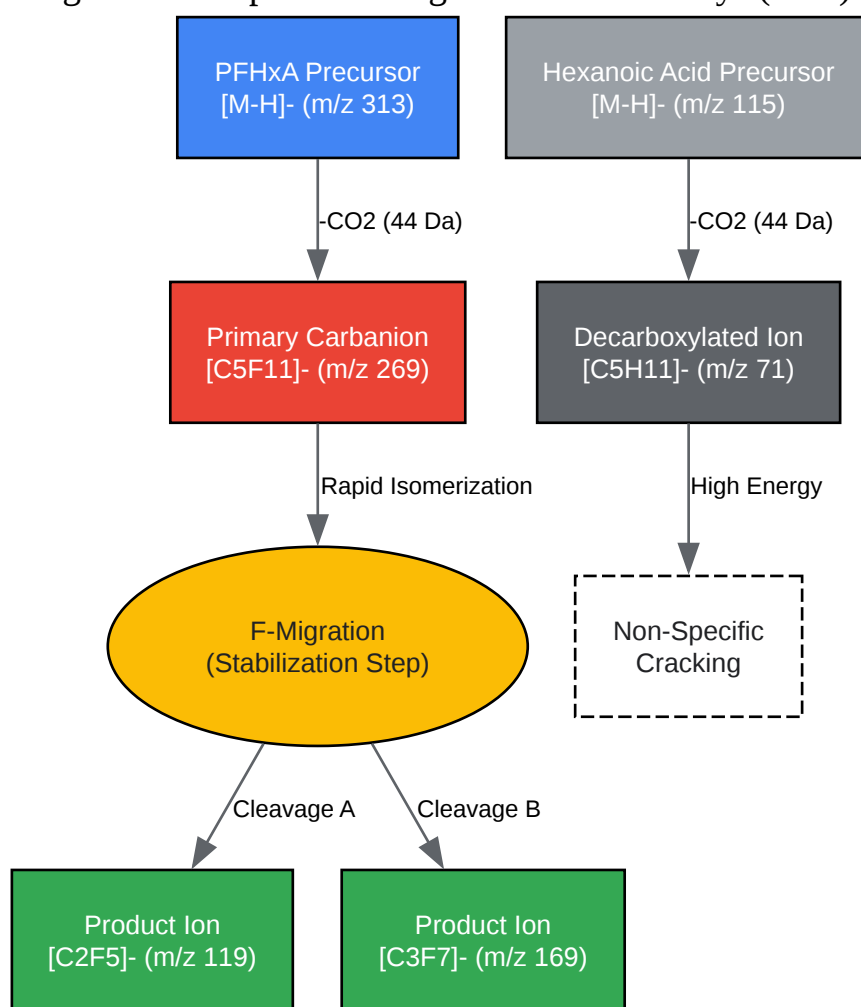 PFHxA Precursor
[M-H]- (m/z 313)
Hexanoic Acid Precursor
[M-H]- (m/z 115)
-CO2 (44 Da)
-CO2 (44 Da)
Primary Carbanion
[C5F11]- (m/z 269)
Decarboxylated Ion
[C5H11]- (m/z 71)
Rapid Isomerization
High Energy
F-Migration
(Stabilization Step)
Non-Specific
Cracking
Cleavage A
Cleavage B
Product Ion
[C2F5]- (m/z 119)
Product Ion
[C3F7]- (m/z 169)